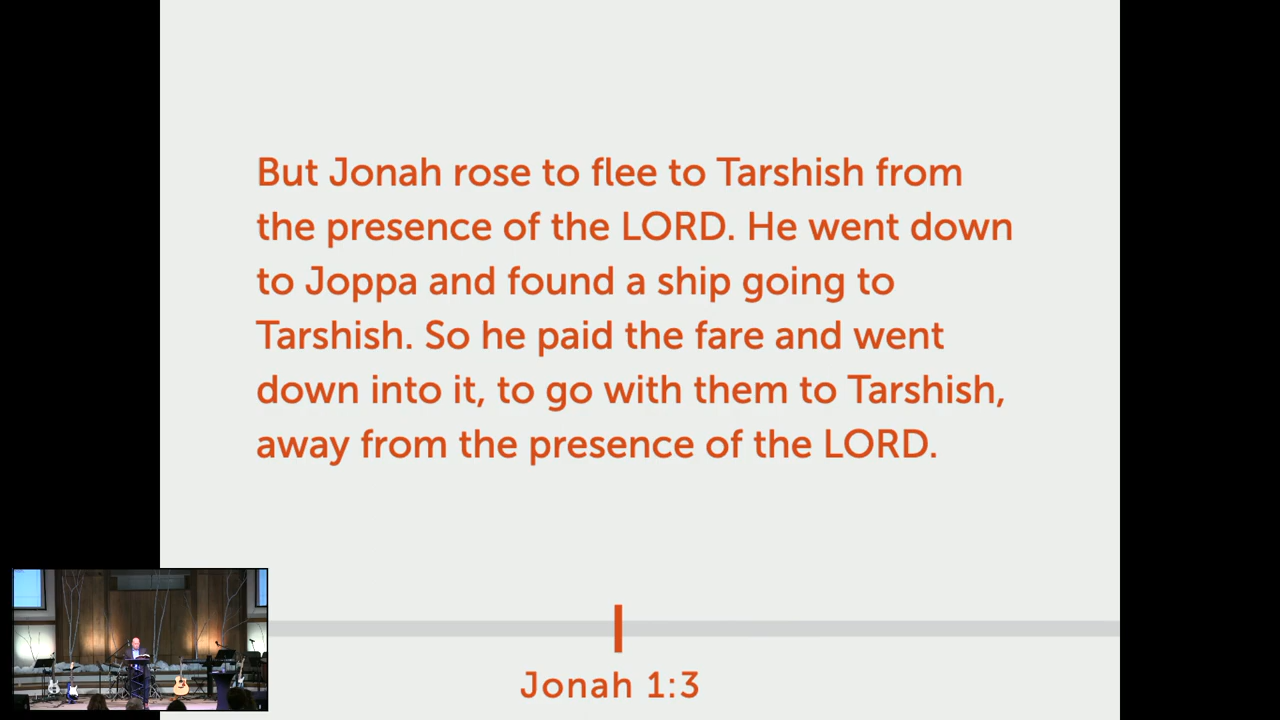 But Jonah rose to flee to Tarshish from
the presence of the LORD. He went down
to Joppa and found a ship going to
Tarshish. So he paid the fare and went
down into it, to go with them to Tarshish,
away from the presence of the LORD.
Jonah 1:3